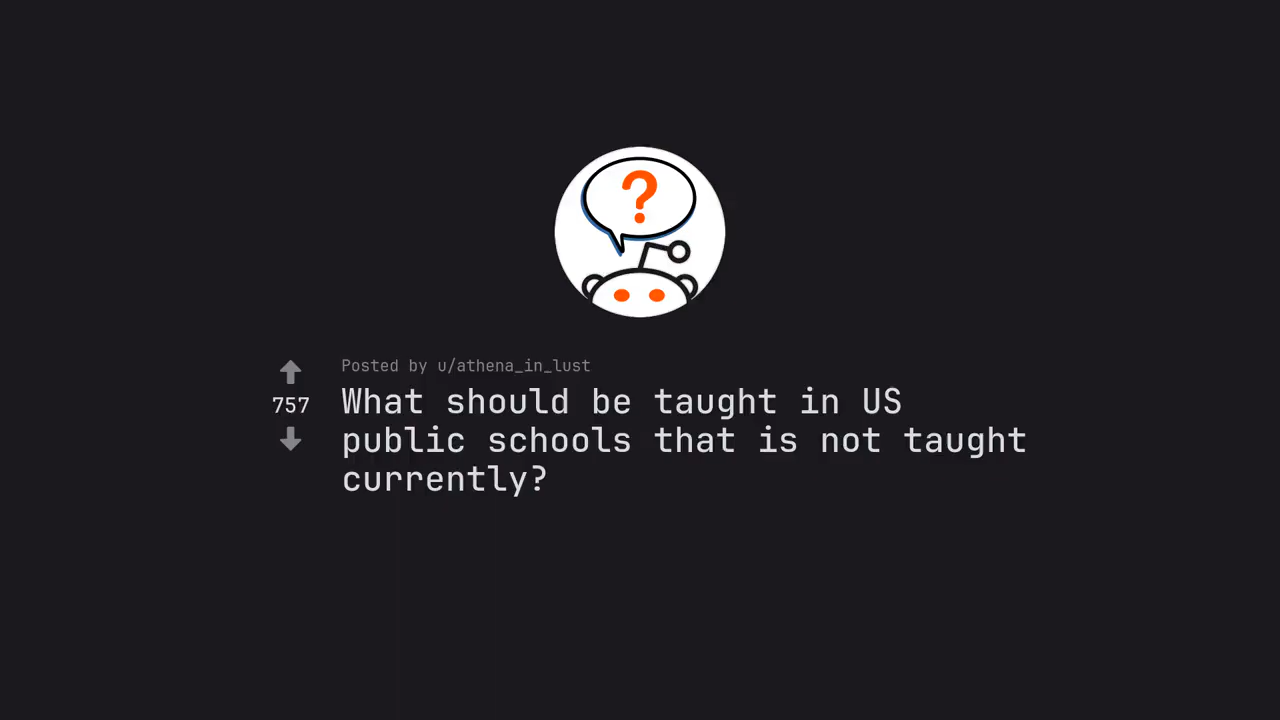 ?
Posted by u/athena_in_lust
757
What should be taught in US
public schools that is not taught
currently?